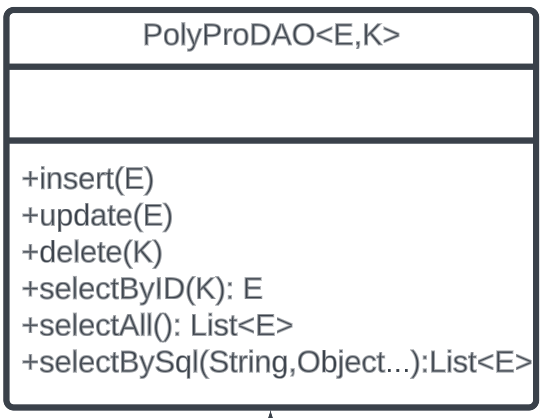 PolyProDAO<E,K>
+insert(E)
+update(E)
+delete(K)
+selectByID(K): E
+selectAll(): List<E>
+selectBySql(String,Object...):List<E>